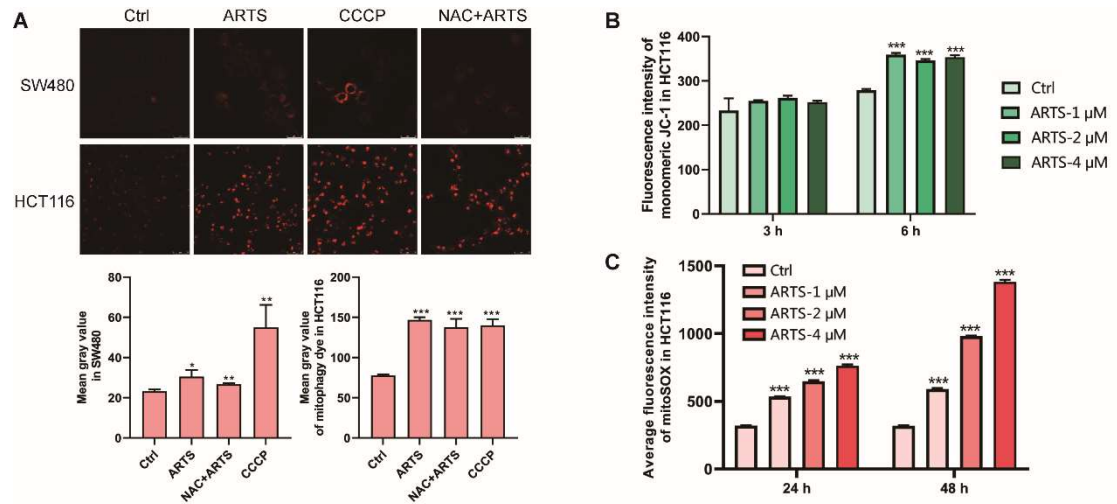 A
Ctrl ARTS CCCP NAC+ARTS
SW480
HCT116
Mean gray value
in SW480
80
60
40
20
0
*
**
**
Ctrl
ARTS
NAC+ARTS
CCCP
Mean gray value
of mitophagy dye in HCT116
200
150
100
50
0
***
***
***
Ctrl
ARTS
NAC+ARTS
CCCP
B
Fluorescence intensity of
monomeric JC-1 in HCT116
400
300
200
100
0
*** *** ***
3 h 6 h
Ctrl
ARTS-1 μM
ARTS-2 μM
ARTS-4 μM
C
Average fluorescence intensity
of mitoSOX in HCT116
1500
1000
500
0
Ctrl
ARTS-1 μM
ARTS-2 μM
ARTS-4 μM
*** *** ***
*** *** ***
24 h 48 h